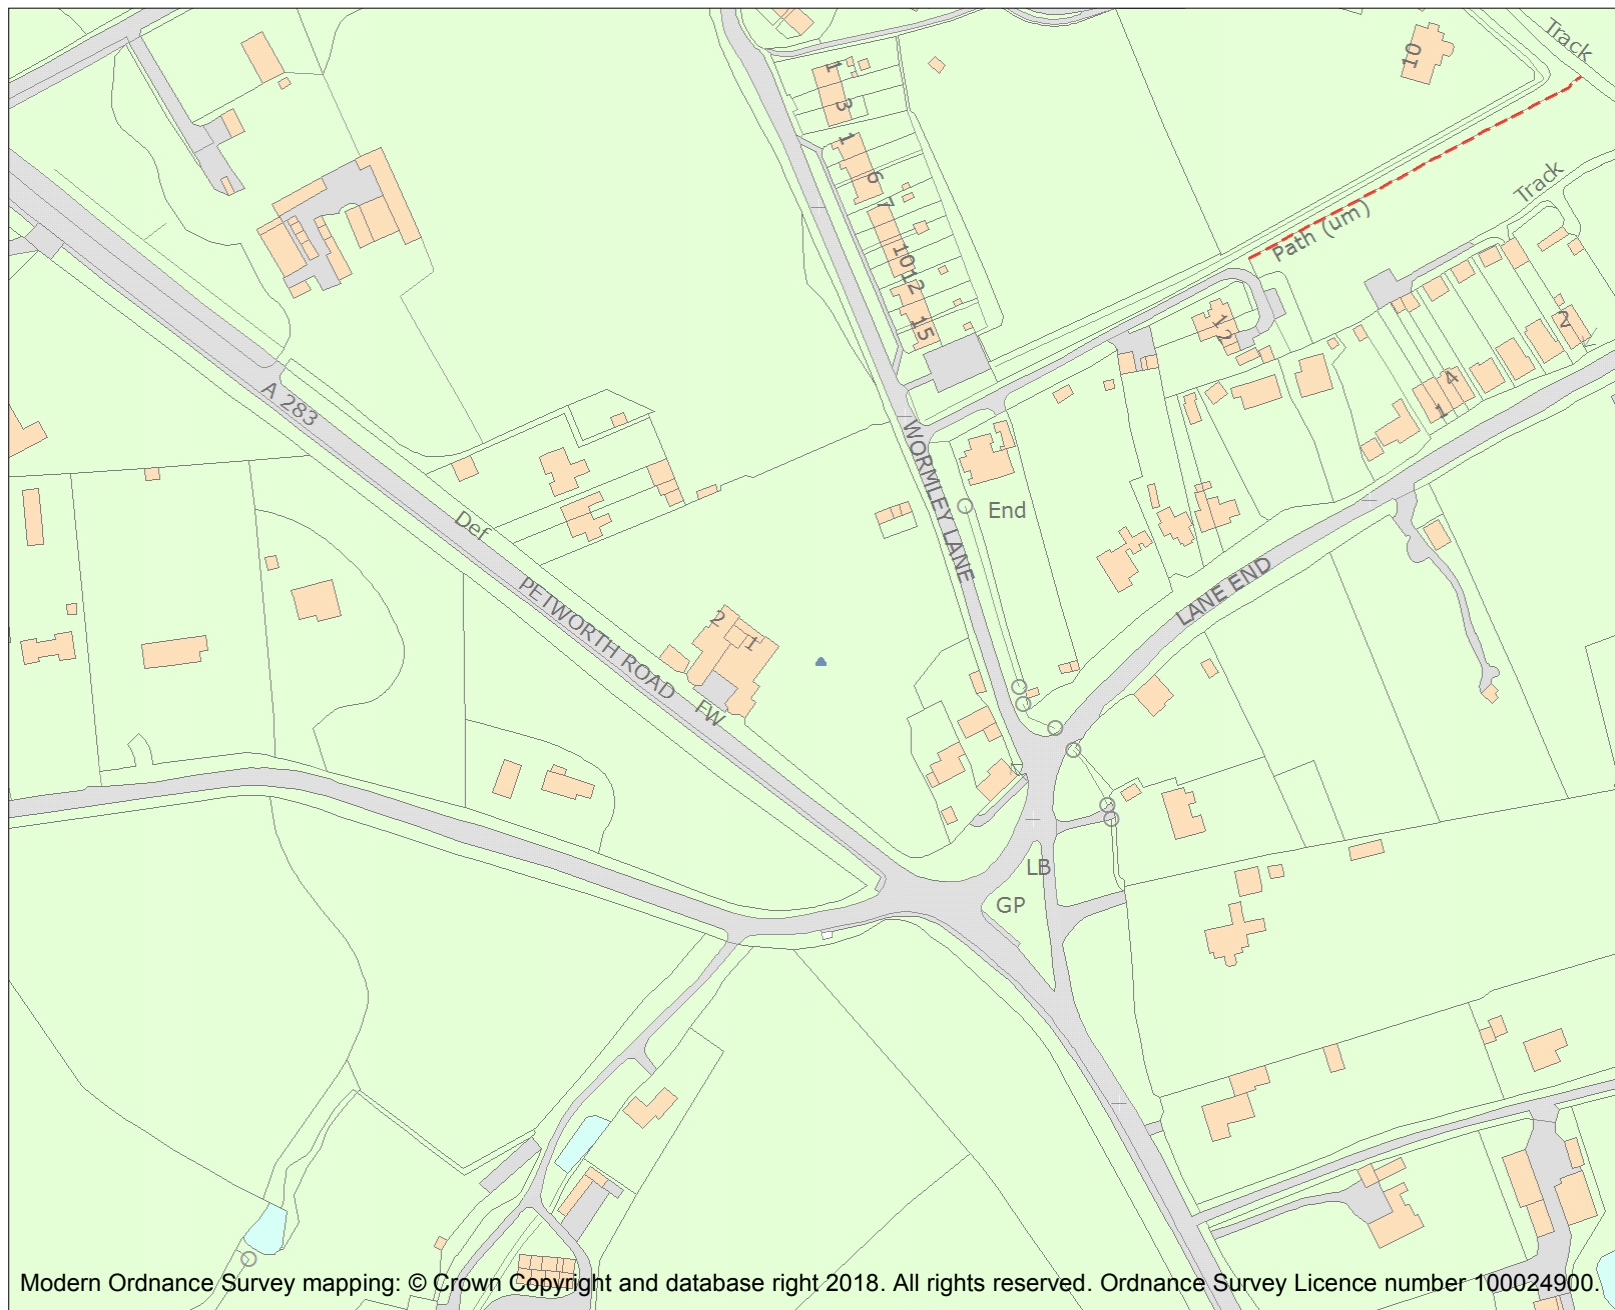 Track
10
1
3
1
6
7
Path (um)
Track
10
12
15
12
2
A 283
4
1
WORMLEY LANE
End
Def
LANE END
PETWORTH ROAD
2
1
FW
LB
GP
Modern Ordnance Survey mapping: © Crown Copyright and database right 2018. All rights reserved. Ordnance Survey Licence number 100024900.